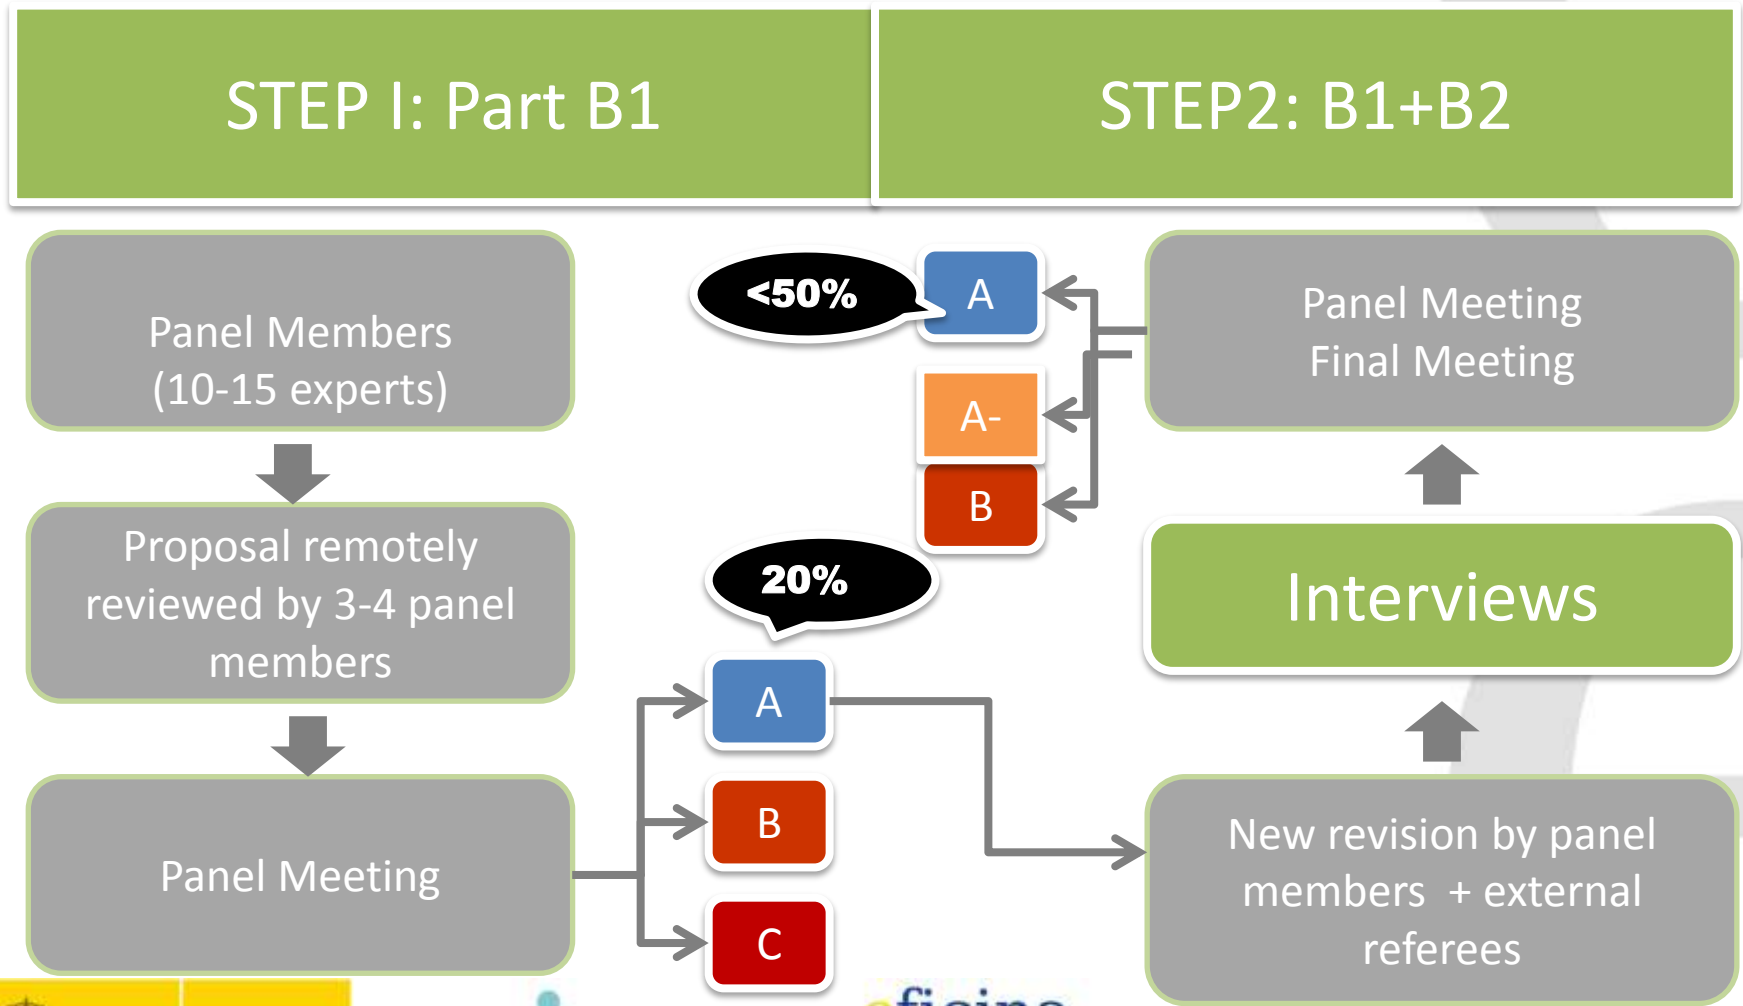 STEP I: Part B1
STEP2: B1+B2
Panel Members
(10-15 experts)
Proposal remotely
reviewed by 3-4 panel
members
Panel Meeting
20%
A
B
C
<50%
A
A-
B
Panel Meeting
Final Meeting
Interviews
New revision by panel
members + external
referees